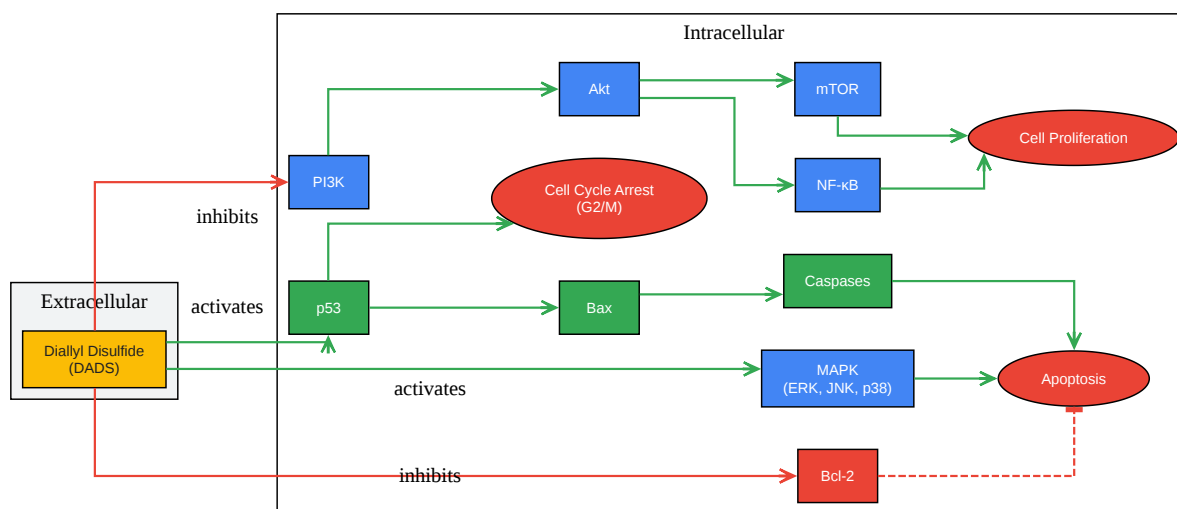 Intracellular
Akt
mTOR
Cell Proliferation
PI3K
Cell Cycle Arrest
(G2/M)
NF-κB
inhibits
Extracellular
activates
p53
Bax
Caspases
Diallyl Disulfide
(DADS)
activates
MAPK
(ERK, JNK, p38)
Apoptosis
inhibits
Bcl-2